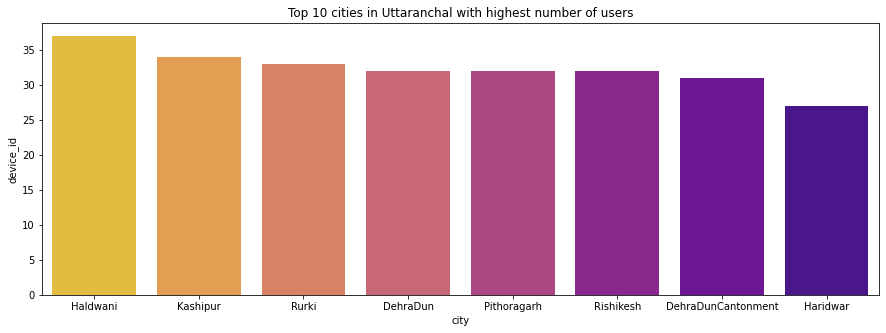 Top 10 cities in Uttaranchal with highest number of users
device_id
35
30
25
20
15
10
5
0
Haldwani Kashipur Rurki DehraDun Pithoragarh Rishikesh DehraDunCantonment Haridwar
city